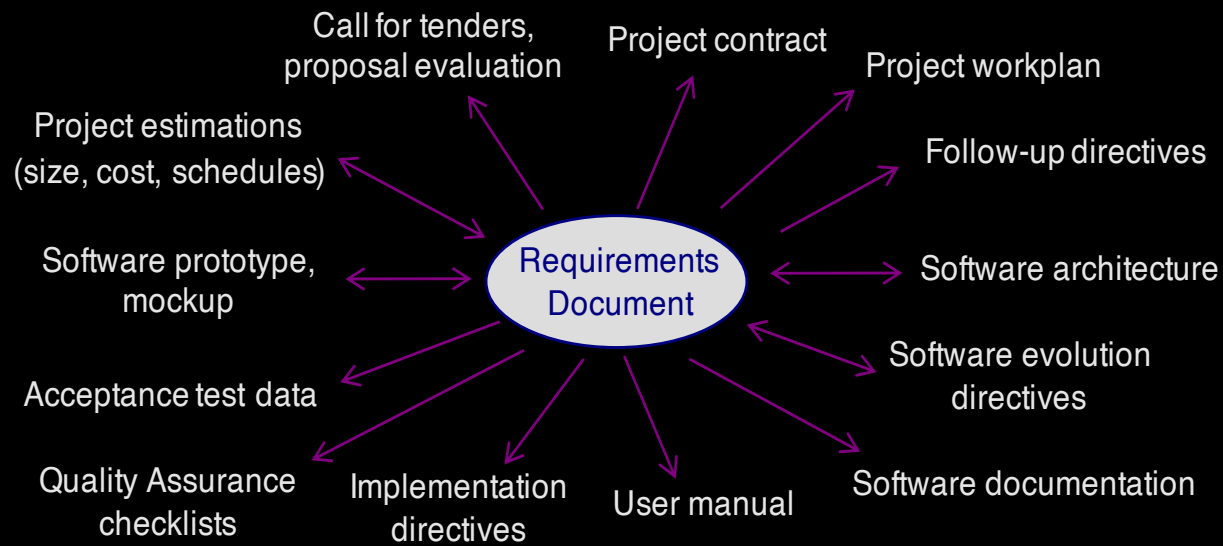 Call for tenders,
proposal evaluation
Project contract
Project workplan
Project estimations
(size, cost, schedules)
Follow-up directives
Software prototype,
mockup
Requirements
Document
Software architecture
Software evolution
directives
Acceptance test data
Quality Assurance
checklists
Implementation
directives
User manual
Software documentation